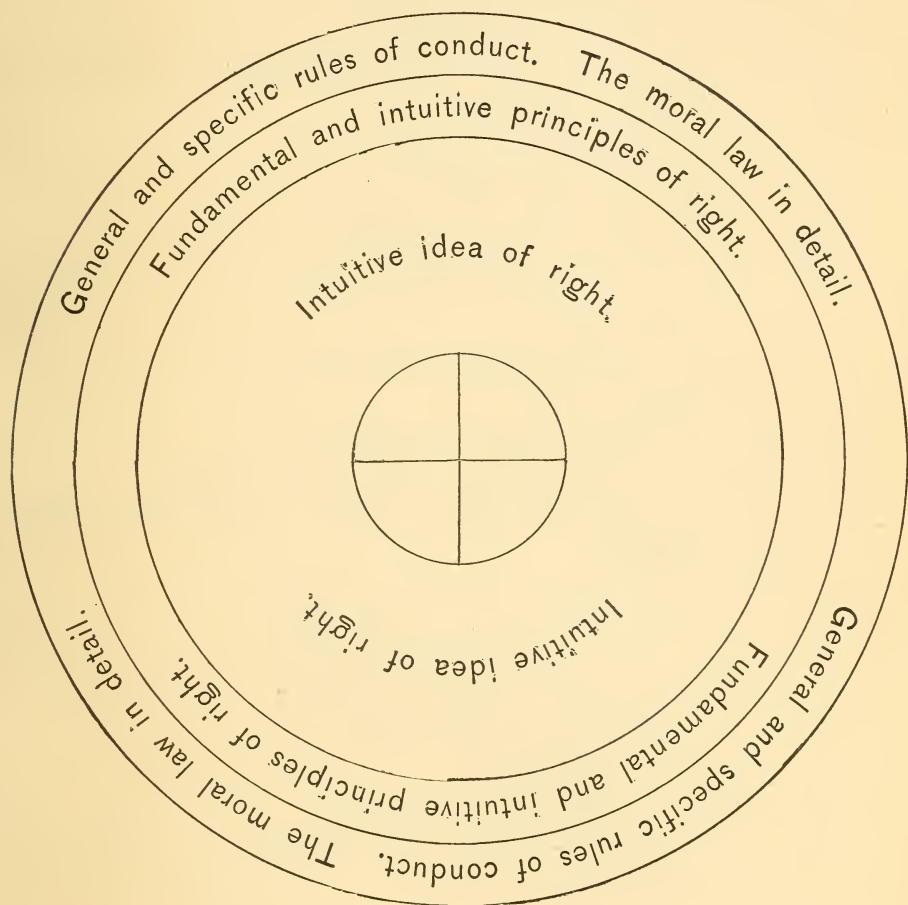 General and specific rules of conduct. The moral law in detail.
Fundamental and intuitive principles of right.
Intuitive idea of right.
Intuitive idea of right.
Fundamental and intuitive principles of right.
General and specific rules of conduct. The moral law in detail.